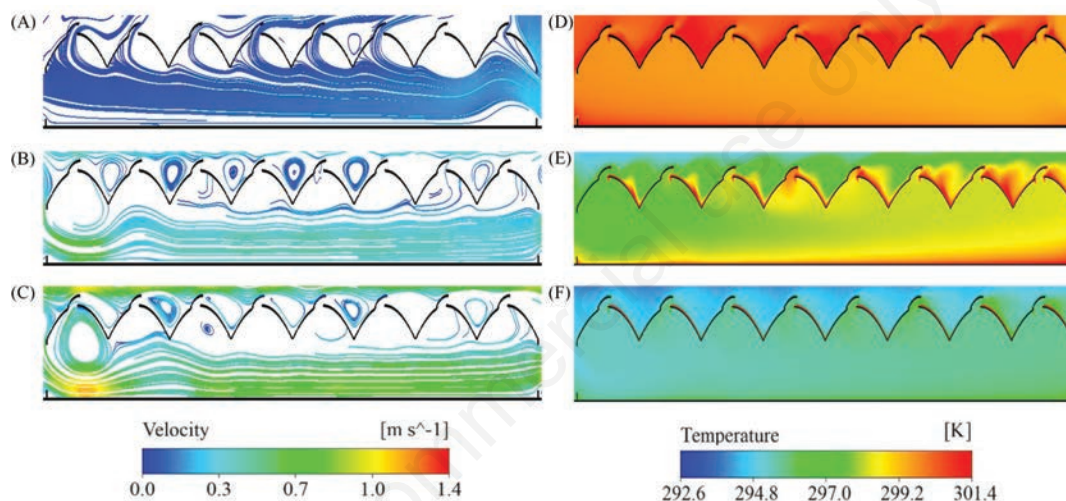 (A)
(B)
(C)
(D)
(E)
(F)
Velocity [m s^-1]
0.0 0.3 0.7 1.0 1.4
Temperature [K]
292.6 294.8 297.0 299.2 301.4